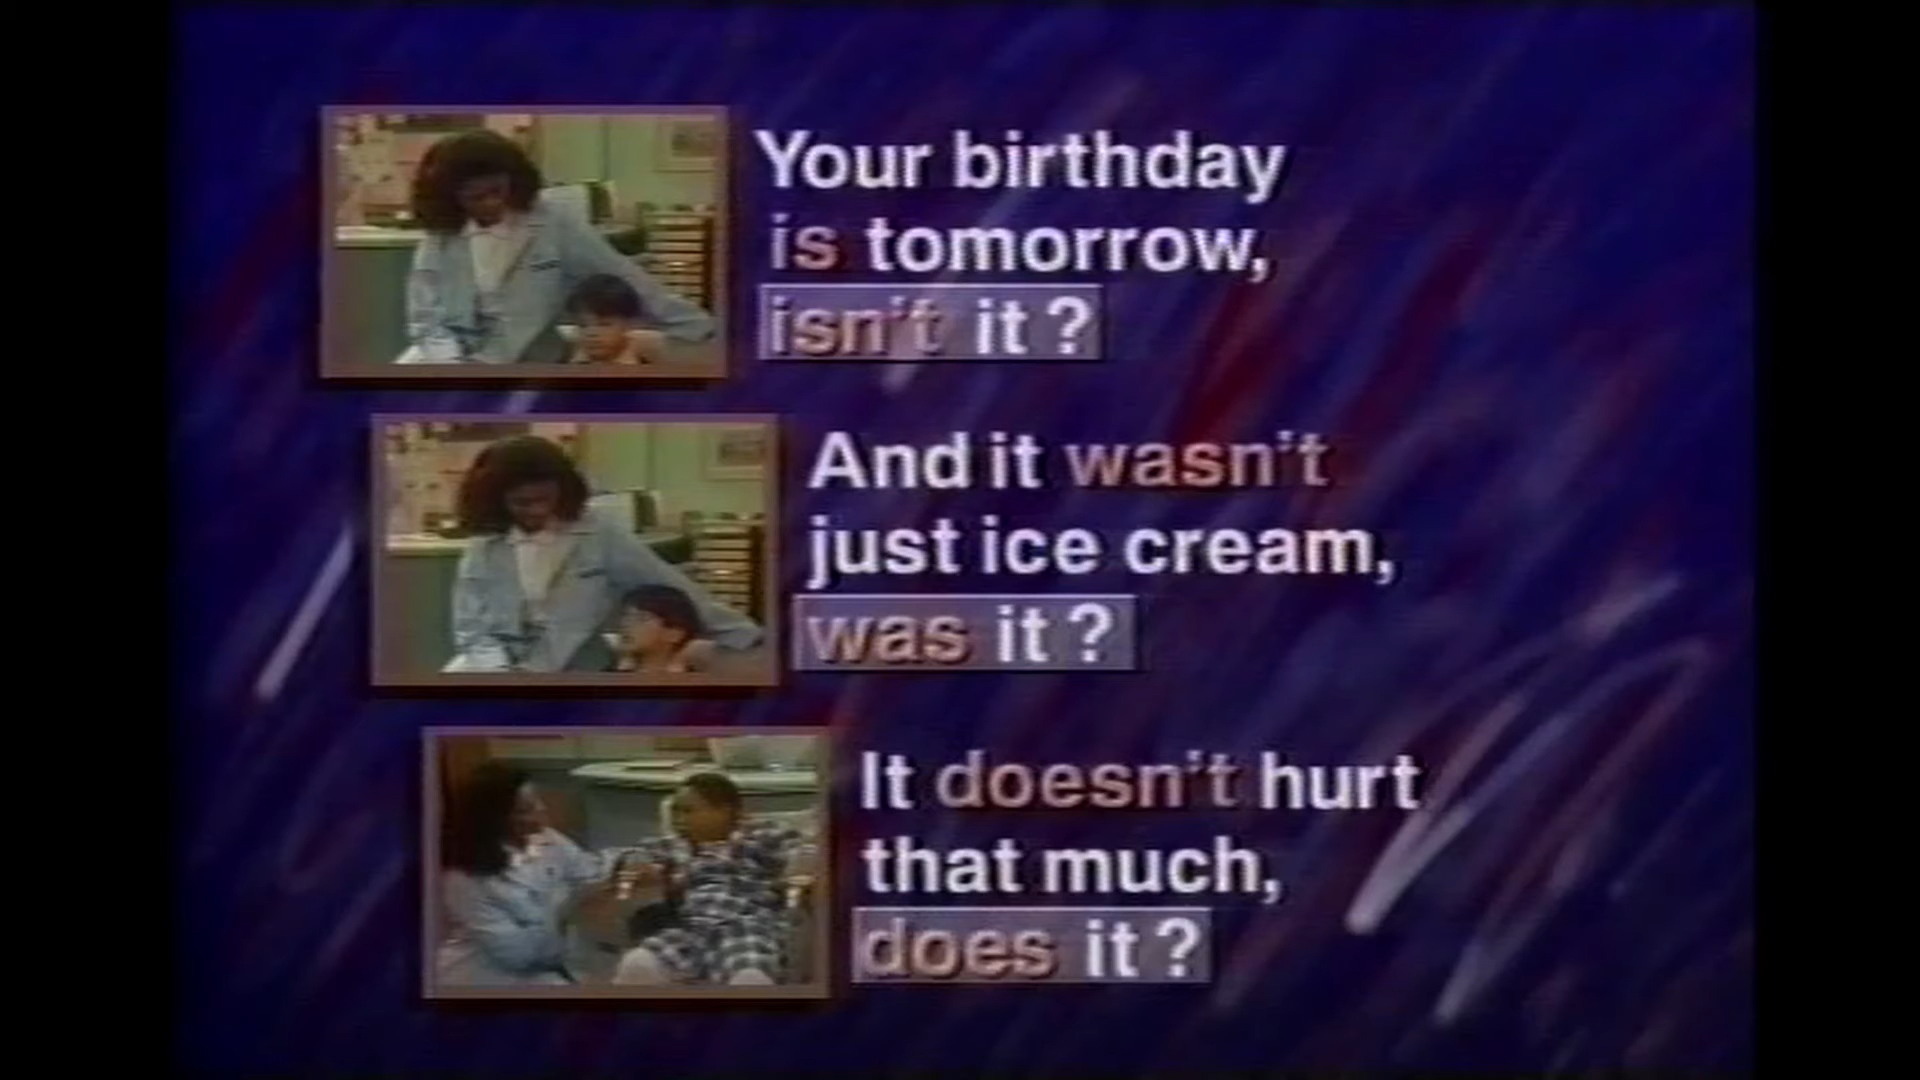 Your birthday
is tomorrow,
isn't it?
And it wasn't
just ice cream,
was it?
It doesn't hurt
that much,
does it?